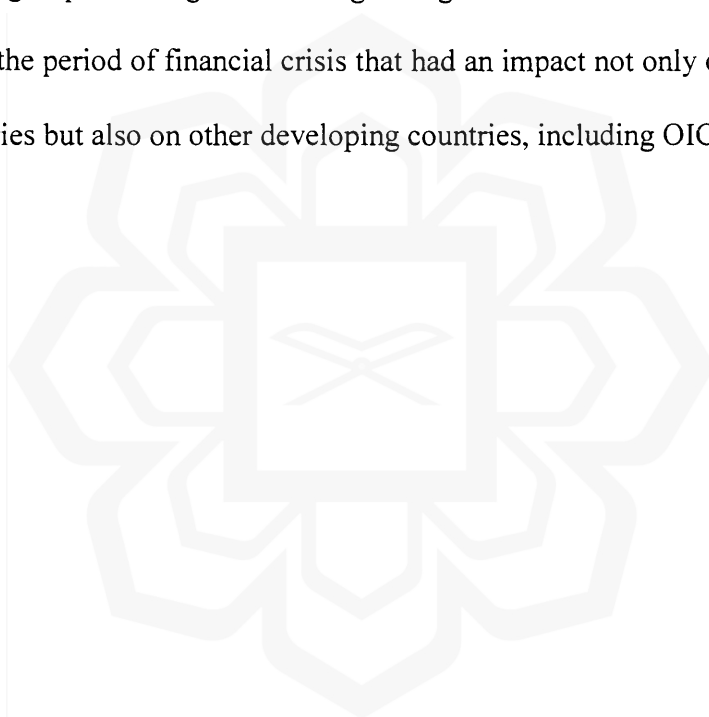 the period of financial crisis that had an impact not only
ies but also on other developing countries, including OIC